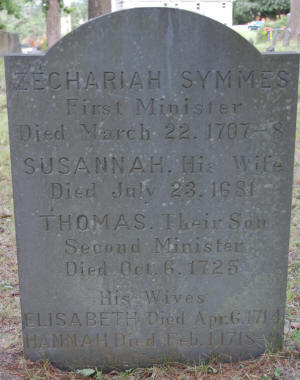 ZECHARIAH SYMMES
First Minister
Died March 22. 1707-8
SUSANNAH. His Wife
Died July 23. 1681
THOMAS. Their Son
Second Minister
Died Oct. 6. 1725
His Wives
ELISABETH Died Apr. 6. 1714
HANNAH Died Feb. 1. 1718-